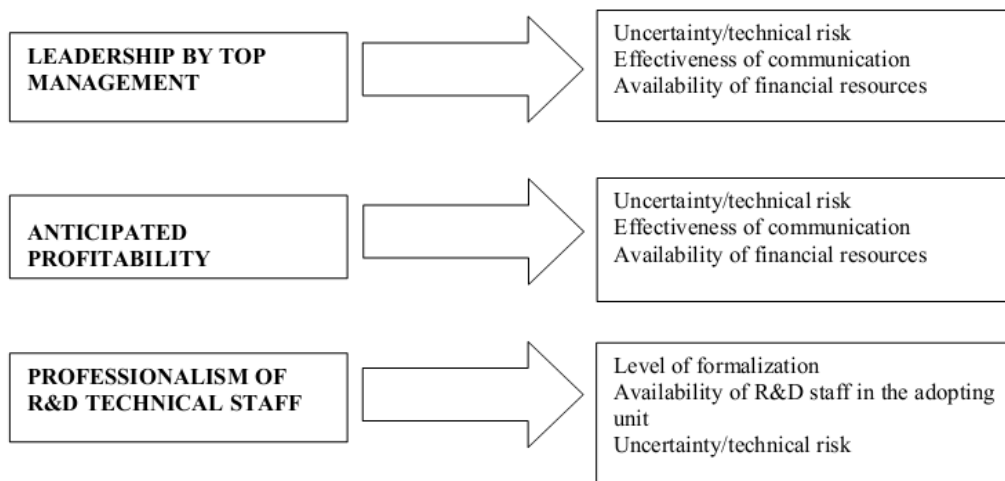 LEADERSHIP BY TOP
MANAGEMENT
Uncertainty/technical risk
Effectiveness of communication
Availability of financial resources
ANTICIPATED
PROFITABILITY
Uncertainty/technical risk
Effectiveness of communication
Availability of financial resources
PROFESSIONALISM OF
R&D TECHNICAL STAFF
Level of formalization
Availability of R&D staff in the adopting
unit
Uncertainty/technical risk